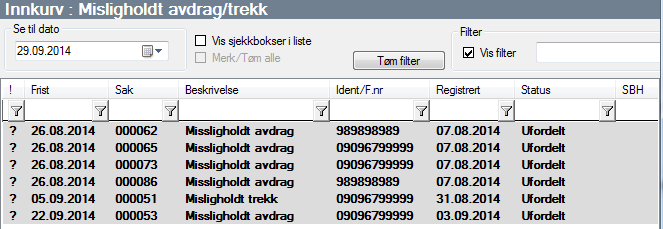 Innkurv : Misligholdt avdrag/trekk
Se til dato
29.09.2014
Vis sjekkbokser i liste
Merk/Tøm alle
Tøm filter
Filter
Vis filter
! Frist Sak Beskrivelse Ident/F.nr Registrert Status SBH
? 26.08.2014 000062 Missligholdt avdrag 989898989 07.08.2014 Ufordelt
? 26.08.2014 000065 Missligholdt avdrag 09096799999 07.08.2014 Ufordelt
? 26.08.2014 000073 Missligholdt avdrag 09096799999 07.08.2014 Ufordelt
? 26.08.2014 000086 Missligholdt avdrag 989898989 07.08.2014 Ufordelt
? 05.09.2014 000051 Misligholdt trekk 09096799999 31.08.2014 Ufordelt
? 22.09.2014 000053 Missligholdt avdrag 09096799999 03.09.2014 Ufordelt